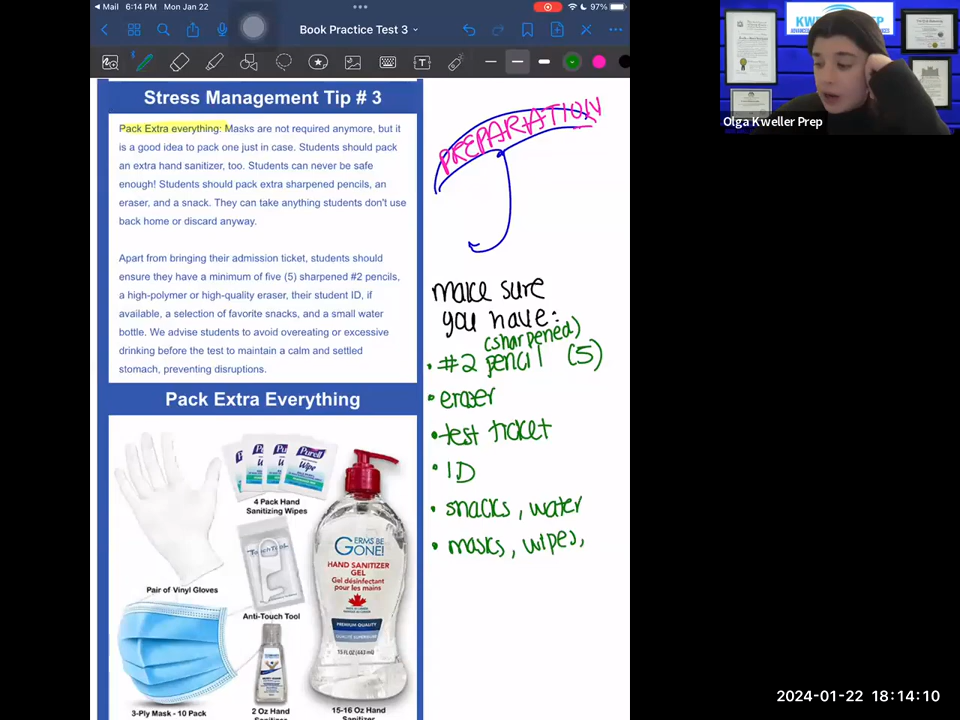 Mail 6:14 PM Mon Jan 22
97%
Book Practice Test 3
KWELLER PREP
Olga Kweller Prep
Stress Management Tip # 3
Pack Extra everything: Masks are not required anymore, but it
is a good idea to pack one just in case. Students should pack
an extra hand sanitizer, too. Students can never be safe
enough! Students should pack extra sharpened pencils, an
eraser, and a snack. They can take anything students don't use
back home or discard anyway.
Apart from bringing their admission ticket, students should
ensure they have a minimum of five (5) sharpened #2 pencils,
a high-polymer or high-quality eraser, their student ID, if
available, a selection of favorite snacks, and a small water
bottle. We advise students to avoid overeating or excessive
drinking before the test to maintain a calm and settled
stomach, preventing disruptions.
Pack Extra Everything
PREPARATION
make sure
you have:
(sharpened)
• #2 pencil (5)
• eraser
• test ticket
• ID
• snacks, water
• masks, wipes,
Purell
Wipe
4 Pack Hand
Sanitizing Wipes
TouchTool
Pair of Vinyl Gloves
Anti-Touch Tool
GERMS BE
GONE!
HAND SANITIZER
GEL
Gel désinfectant
pour les mains
PREMIUM QUALITY
15 FL OZ (443 mL)
3-Ply Mask - 10 Pack
2 Oz Hand
Sanitizer
15-16 Oz Hand
Sanitizer
2024-01-22 18:14:10